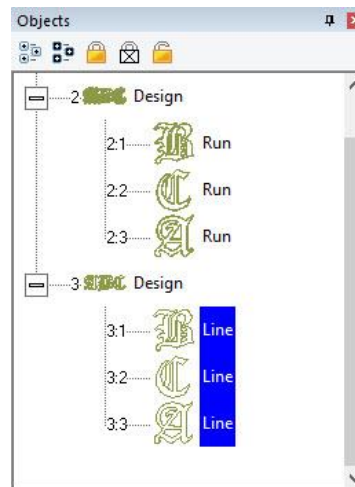 Objects
2 Design
2:1 B Run
2:2 C Run
2:3 A Run
3 ABC Design
3:1 B Line
3:2 C Line
3:3 A Line